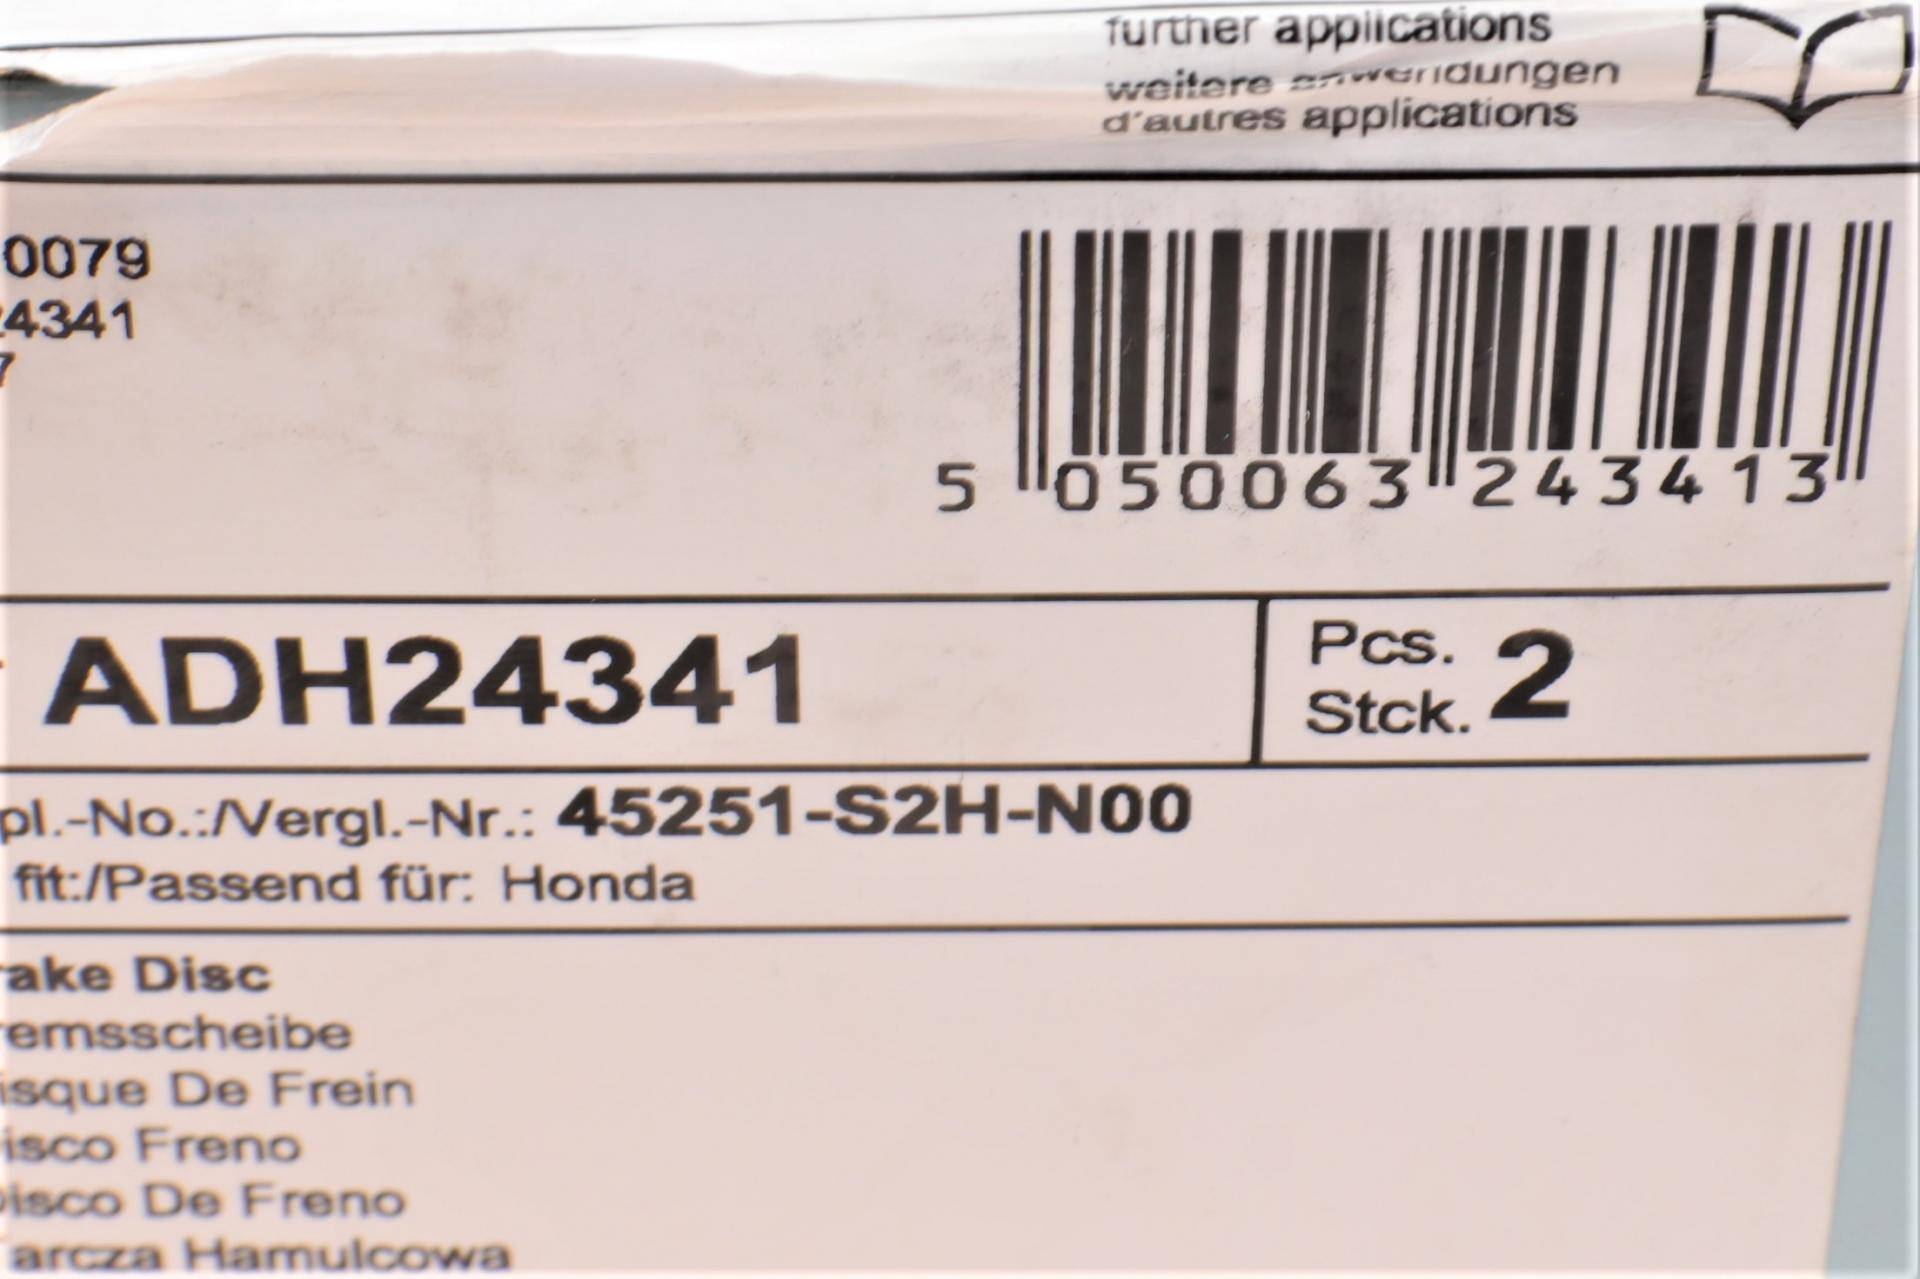 further applications
weitere anwendungen
d'autres applications
0079
24341
7
5 050063 243413
ADH24341
Pcs.
Stck. 2
pl.-No.:/Vergl.-Nr.: 45251-S2H-N00
fit:/Passend für: Honda
rake Disc
remsscheibe
isque De Frein
isco Freno
Disco De Freno
arcza Hamulcowa